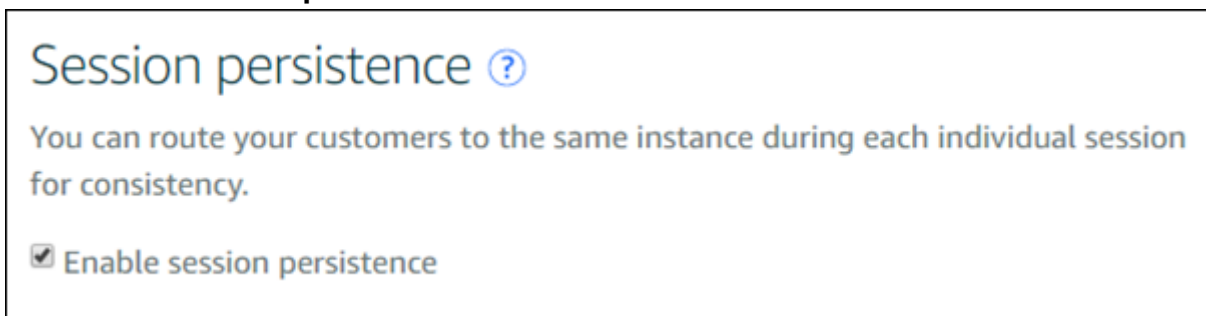 Session persistence ?
You can route your customers to the same instance during each individual session
for consistency.
Enable session persistence